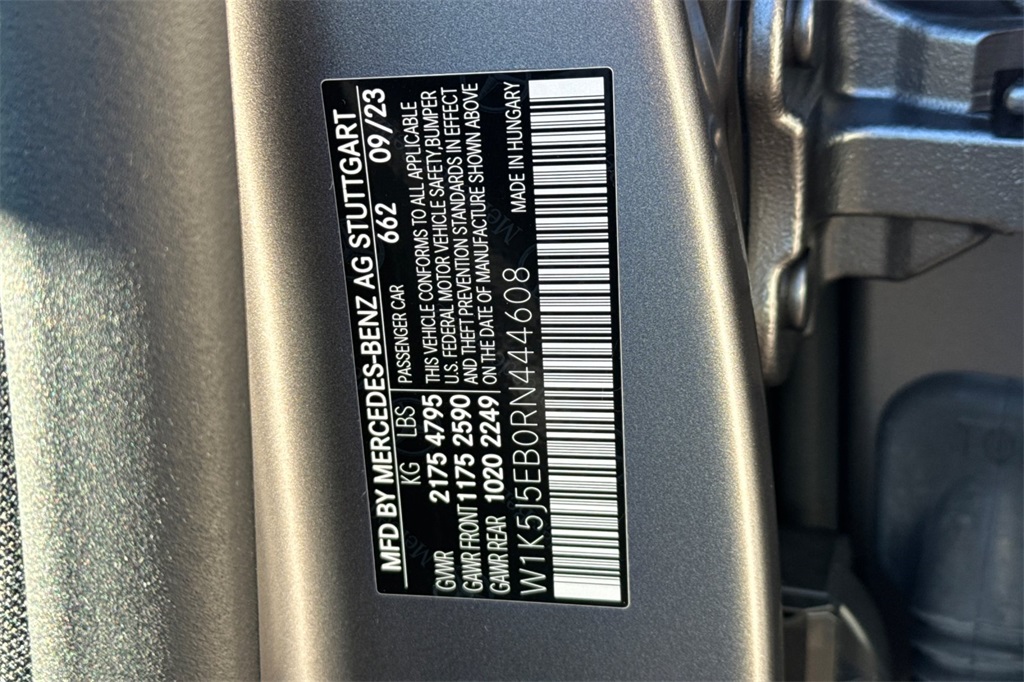 MFD BY MERCEDES-BENZ AG STUTTGART
KG LBS 662 09/23
GVWR 2175 4795
GAWR FRONT 1175 2590
GAWR REAR 1020 2249
PASSENGER CAR
THIS VEHICLE CONFORMS TO ALL APPLICABLE
U.S. FEDERAL MOTOR VEHICLE SAFETY,BUMPER
AND THEFT PREVENTION STANDARDS IN EFFECT
ON THE DATE OF MANUFACTURE SHOWN ABOVE
MADE IN HUNGARY
W1K5J5EB0RN444608